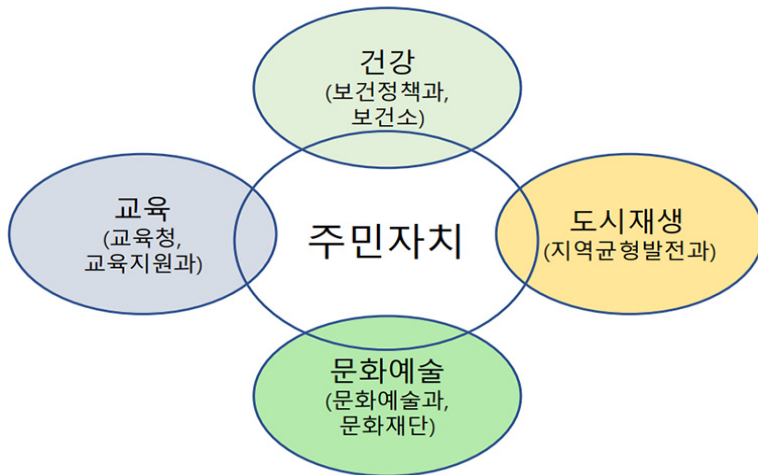 건강
(보건정책과,
보건소)
교육
(교육청,
교육지원과)
주민자치
도시재생
(지역균형발전과)
문화예술
(문화예술과,
문화재단)